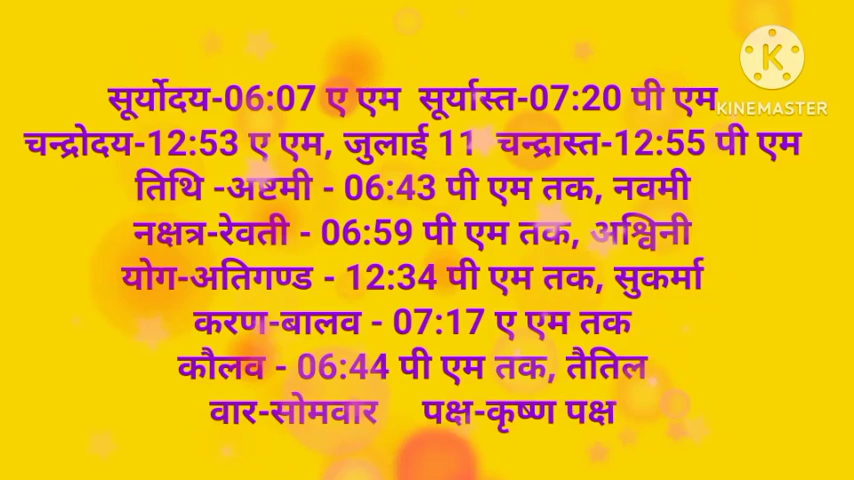 सूर्योदय-06:07 ए एम  सूर्यास्त-07:20 पी एम
KINEMASTER
चन्द्रोदय-12:53 ए एम, जुलाई 11  चन्द्रास्त-12:55 पी एम
तिथि -अष्टमी - 06:43 पी एम तक, नवमी
नक्षत्र-रेवती - 06:59 पी एम तक, अश्विनी
योग-अतिगण्ड - 12:34 पी एम तक, सुकर्मा
करण-बालव - 07:17 ए एम तक
कौलव - 06:44 पी एम तक, तैतिल
वार-सोमवार     पक्ष-कृष्ण पक्ष